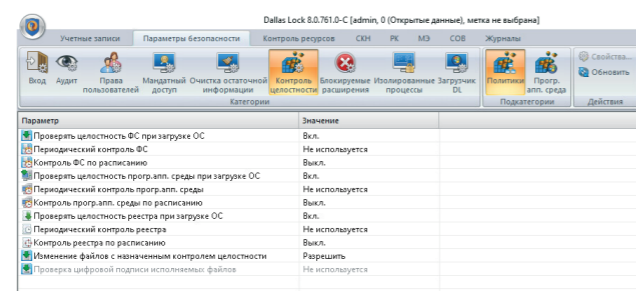 Dallas Lock 8.0.761.0-C [admin, 0 (Открытые данные), метка не выбрана]
Учетные записи Параметры безопасности Контроль ресурсов СКН РК МЭ СОВ Журналы
Вход Аудит Права пользователей Мандатный доступ Очистка остаточной информации Контроль целостности Блокируемые расширения Изолированные процессы Загрузчик DL Политики Прогр. апп. среда Свойства... Обновить
Категории Подкатегории Действия
Параметр Значение
Проверять целостность ФС при загрузке ОС Вкл.
Периодический контроль ФС Не используется
Контроль ФС по расписанию Выкл.
Проверять целостность прогр.апп. среды при загрузке ОС Вкл.
Периодический контроль прогр.апп. среды Не используется
Контроль прогр.апп. среды по расписанию Выкл.
Проверять целостность реестра при загрузке ОС Вкл.
Периодический контроль реестра Не используется
Контроль реестра по расписанию Выкл.
Изменение файлов с назначенным контролем целостности Разрешить
Проверка цифровой подписи исполняемых файлов Не используется